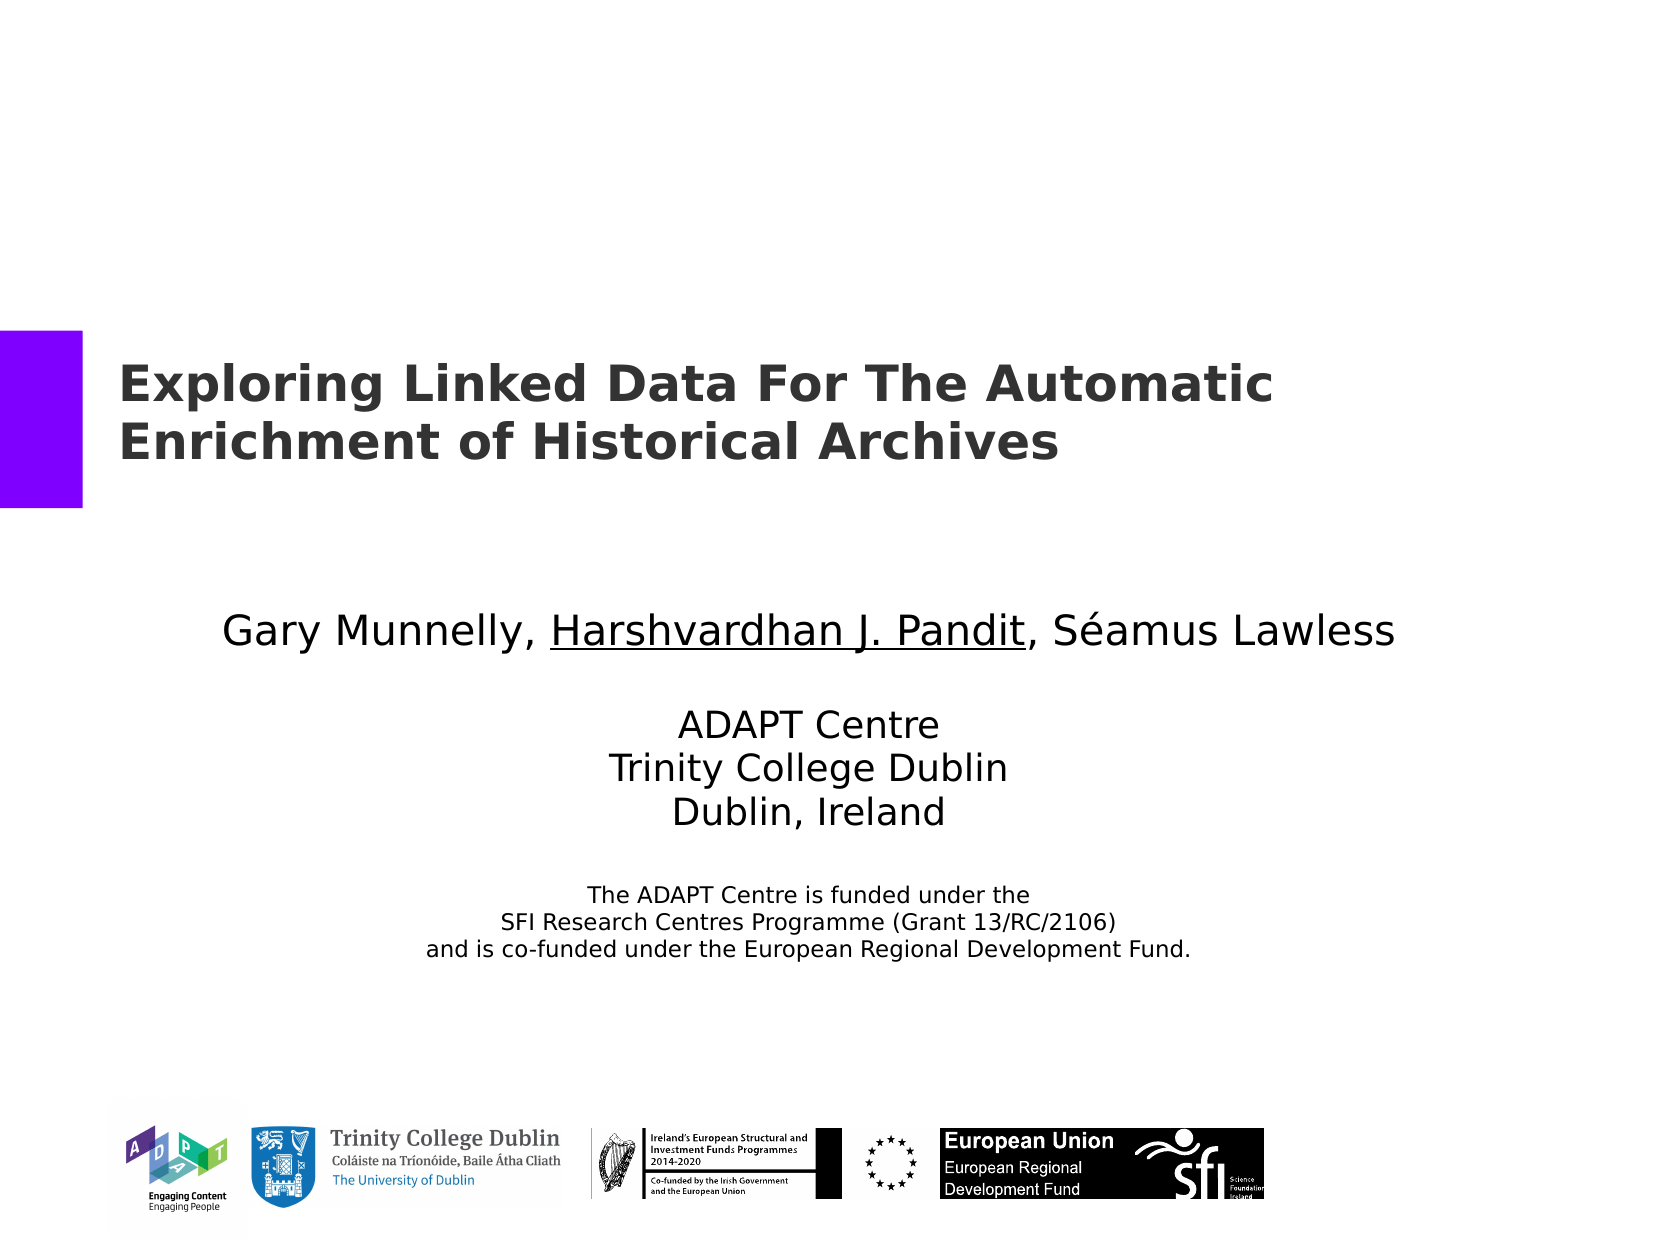 Exploring Linked Data For The Automatic
Enrichment of Historical Archives
Gary Munnelly, Harshvardhan J. Pandit, Séamus Lawless
ADAPT Centre
Trinity College Dublin
Dublin, Ireland
The ADAPT Centre is funded under the
SFI Research Centres Programme (Grant 13/RC/2106)
and is co-funded under the European Regional Development Fund.
ADAPT
Engaging Content
Engaging People
Trinity College Dublin
Coláiste na Tríonóide, Baile Átha Cliath
The University of Dublin
Ireland's European Structural and
Investment Funds Programmes
2014-2020
Co-funded by the Irish Government
and the European Union
European Union
European Regional
Development Fund
sfi
Science
Foundation
Ireland